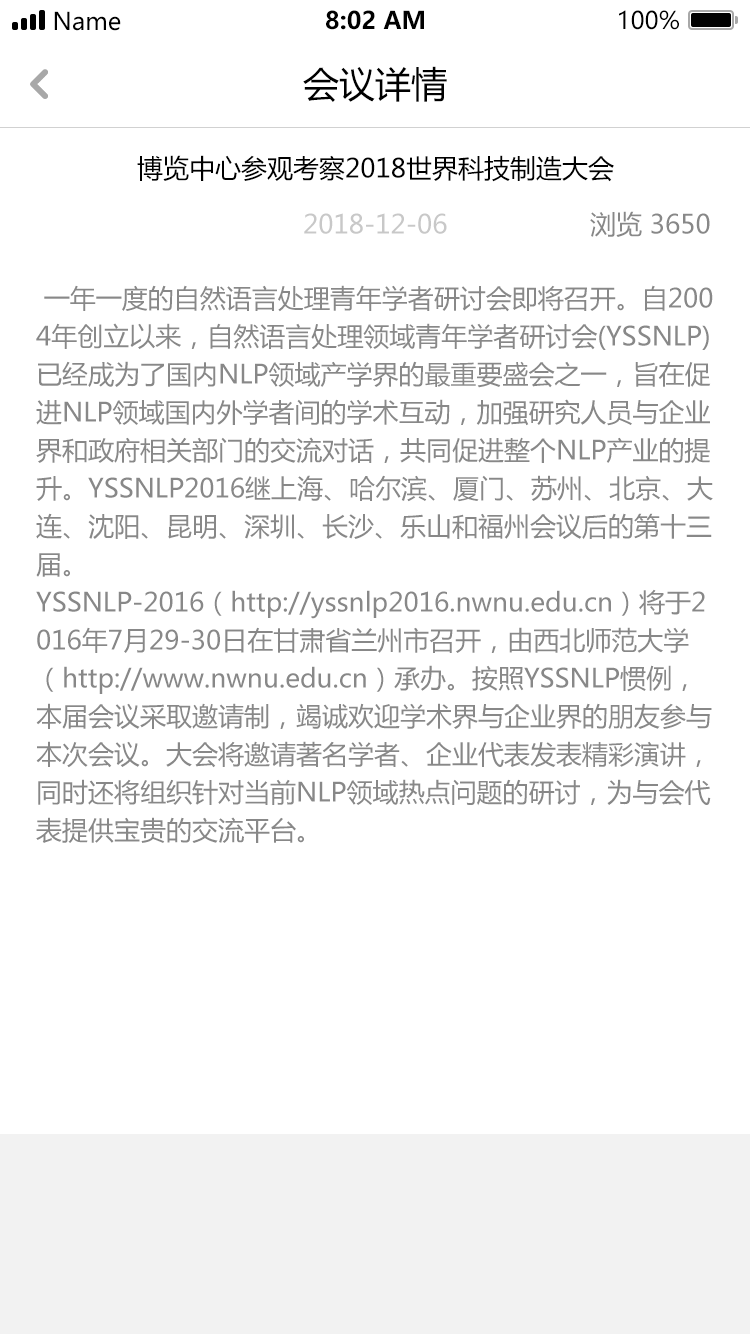 Name 8:02 AM 100%
会议详情
博览中心参观考察2018世界科技制造大会
2018-12-06 浏览 3650
一年一度的自然语言处理青年学者研讨会即将召开。自200
4年创立以来，自然语言处理领域青年学者研讨会(YSSNLP)
已经成为了国内NLP领域产学界的最重要盛会之一，旨在促
进NLP领域国内外学者间的学术互动，加强研究人员与企业
界和政府相关部门的交流对话，共同促进整个NLP产业的提
升。YSSNLP2016继上海、哈尔滨、厦门、苏州、北京、大
连、沈阳、昆明、深圳、长沙、乐山和福州会议后的第十三
届。
YSSNLP-2016（http://yssnlp2016.nwnu.edu.cn）将于2
016年7月29-30日在甘肃省兰州市召开，由西北师范大学
（http://www.nwnu.edu.cn）承办。按照YSSNLP惯例，
本届会议采取邀请制，竭诚欢迎学术界与企业界的朋友参与
本次会议。大会将邀请著名学者、企业代表发表精彩演讲，
同时还将组织针对当前NLP领域热点问题的研讨，为与会代
表提供宝贵的交流平台。